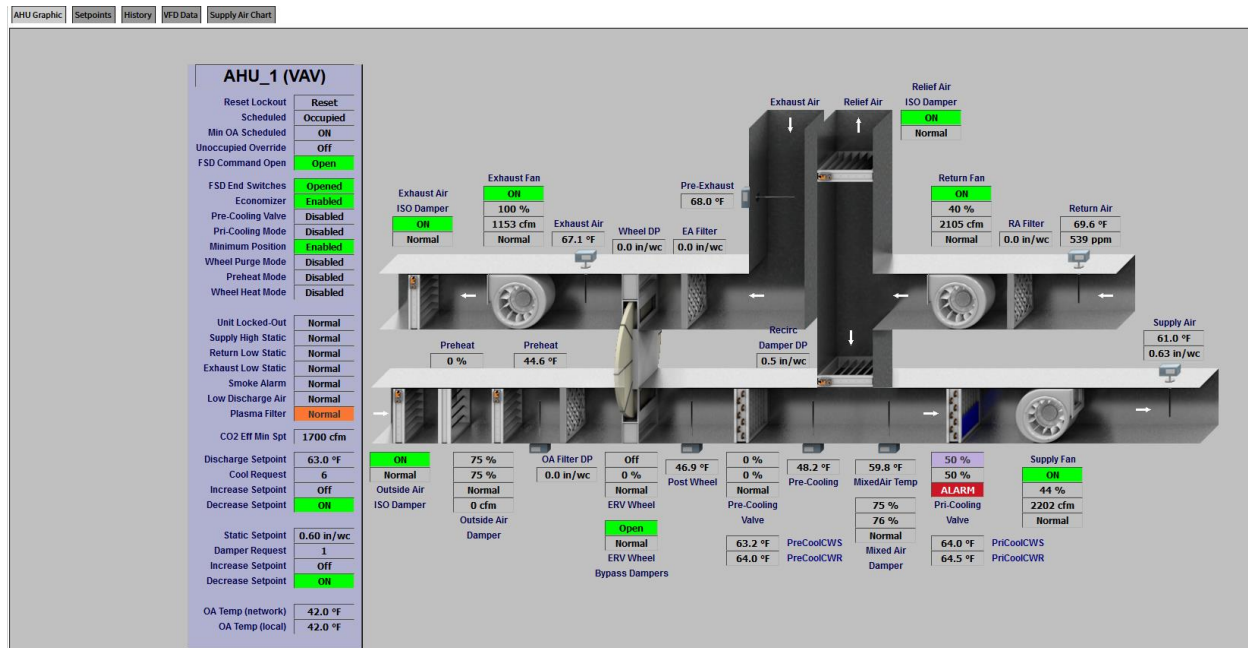 AHU Graphic Setpoints History VFD Data Supply Air Chart
AHU_1 (VAV)
Reset Lockout Reset
Scheduled Occupied
Min OA Scheduled ON
Unoccupied Override Off
FSD Command Open Open
FSD End Switches Opened
Economizer Enabled
Pre-Cooling Valve Disabled
Pri-Cooling Mode Disabled
Minimum Position Enabled
Wheel Purge Mode Disabled
Preheat Mode Disabled
Wheel Heat Mode Disabled
Unit Locked-Out Normal
Supply High Static Normal
Return Low Static Normal
Exhaust Low Static Normal
Smoke Alarm Normal
Low Discharge Air Normal
Plasma Filter Normal
CO2 Eff Min Spt 1700 cfm
Discharge Setpoint 63.0 °F
Cool Request 6
Increase Setpoint Off
Decrease Setpoint ON
Static Setpoint 0.60 in/wc
Damper Request 1
Increase Setpoint Off
Decrease Setpoint ON
OA Temp (network) 42.0 °F
OA Temp (local) 42.0 °F
Exhaust Air
ISO Damper
ON
Normal
Exhaust Fan
ON
100 %
1153 cfm
Normal
Exhaust Air
67.1 °F
Wheel DP
0.0 in/wc
EA Filter
0.0 in/wc
Pre-Exhaust
68.0 °F
Exhaust Air
Relief Air
Relief Air
ISO Damper
ON
Normal
Return Fan
ON
40 %
2105 cfm
Normal
RA Filter
0.0 in/wc
Return Air
69.6 °F
539 ppm
Preheat
0 %
Preheat
44.6 °F
Recirc
Damper DP
0.5 in/wc
Supply Air
61.0 °F
0.63 in/wc
ON
Normal
Outside Air
ISO Damper
75 %
75 %
Normal
0 cfm
Outside Air
Damper
OA Filter DP
0.0 in/wc
Off
0 %
Normal
ERV Wheel
Open
Normal
ERV Wheel
Bypass Dampers
46.9 °F
Post Wheel
0 %
0 %
Normal
Pre-Cooling
Valve
63.2 °F PreCoolCWS
64.0 °F PreCoolCWR
48.2 °F
Pre-Cooling
59.8 °F
MixedAir Temp
75 %
76 %
Normal
Mixed Air
Damper
50 %
50 %
ALARM
Pri-Cooling
Valve
64.0 °F PriCoolCWS
64.5 °F PriCoolCWR
Supply Fan
ON
44 %
2202 cfm
Normal